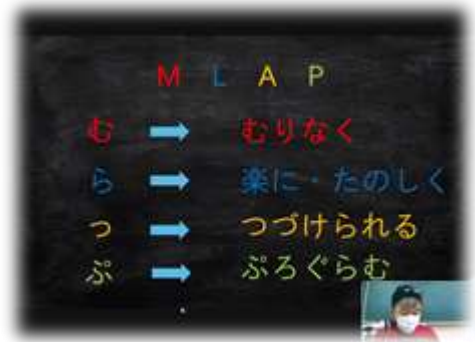 M L A P
む ➡ むりなく
ら ➡ 楽に・たのしく
っ ➡ つづけられる
ぷ ➡ ぷろぐらむ